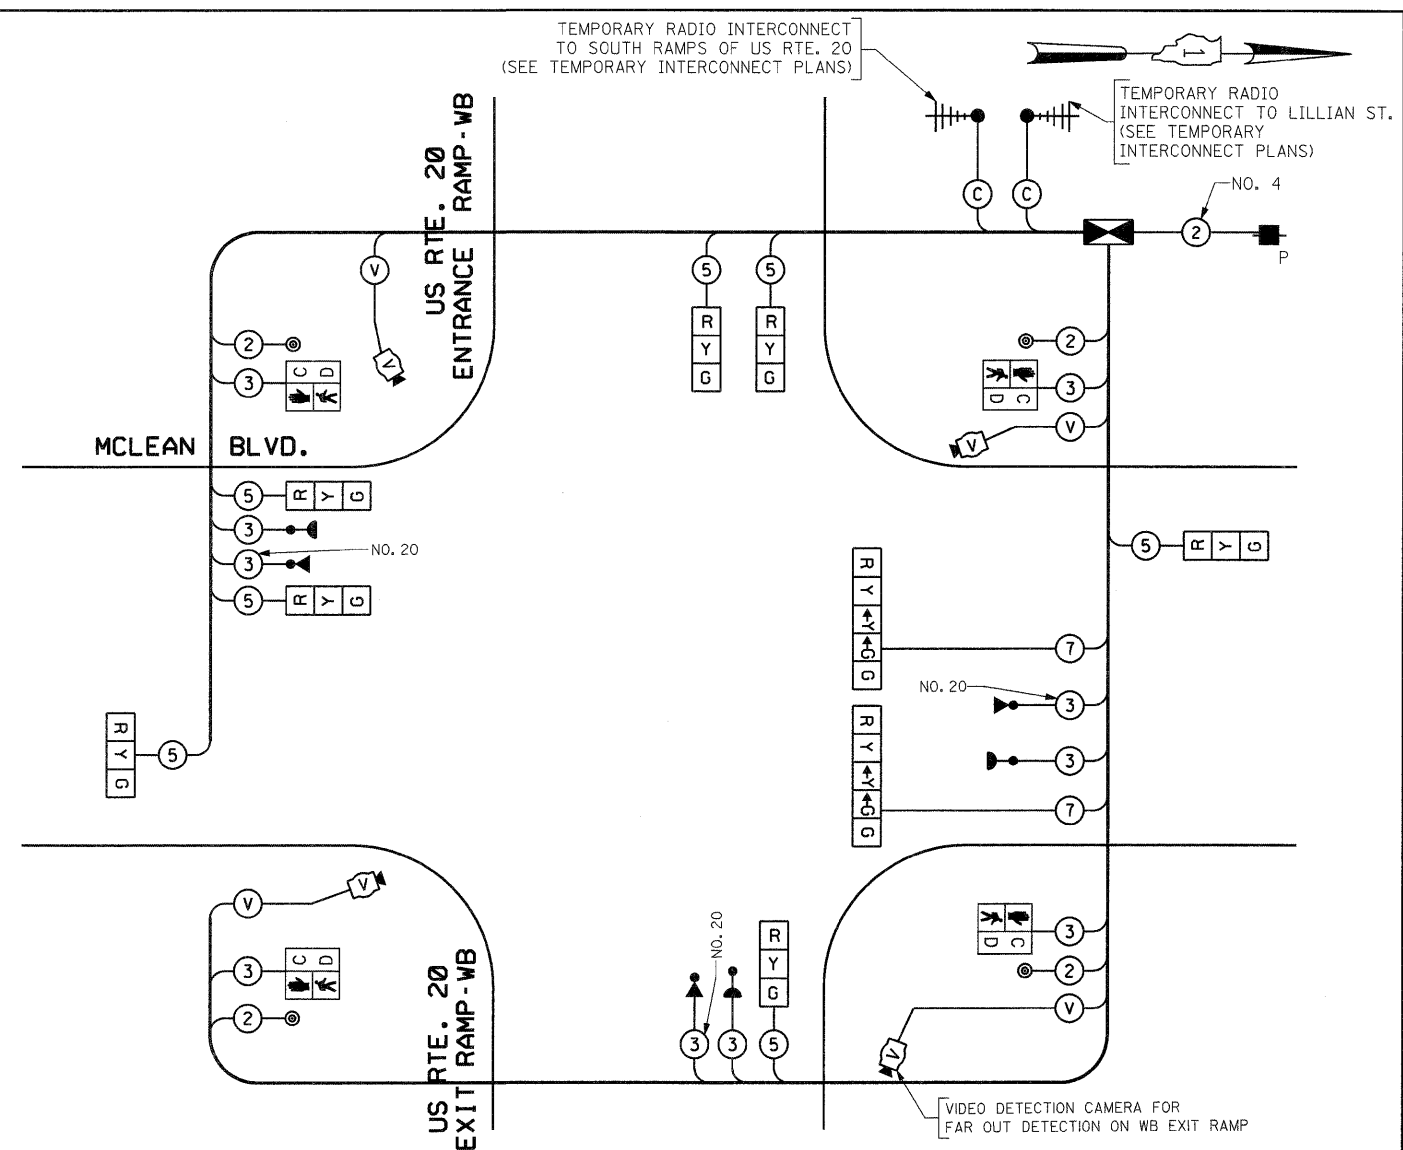 TEMPORARY RADIO INTERCONNECT
TO SOUTH RAMPS OF US RTE. 20
(SEE TEMPORARY INTERCONNECT PLANS)
1
TEMPORARY RADIO
INTERCONNECT TO LILLIAN ST.
(SEE TEMPORARY
INTERCONNECT PLANS)
US RTE. 20
ENTRANCE RAMP-WB
C
C
NO. 4
2
P
V
5
5
R
Y
G
R
Y
G
2
3
C D
V
2
3
C
D
V
V
MCLEAN BLVD.
5
R Y G
3
3
NO. 20
5
R Y G
5
R Y G
R
Y
Y
G
G
7
NO. 20
3
R
Y
Y
G
G
3
7
R
Y
G
5
V
V
3
C D
2
US RTE. 20
EXIT RAMP-WB
NO. 20
R
Y
G
3
3
5
3
C
D
2
V
V
VIDEO DETECTION CAMERA FOR
FAR OUT DETECTION ON WB EXIT RAMP